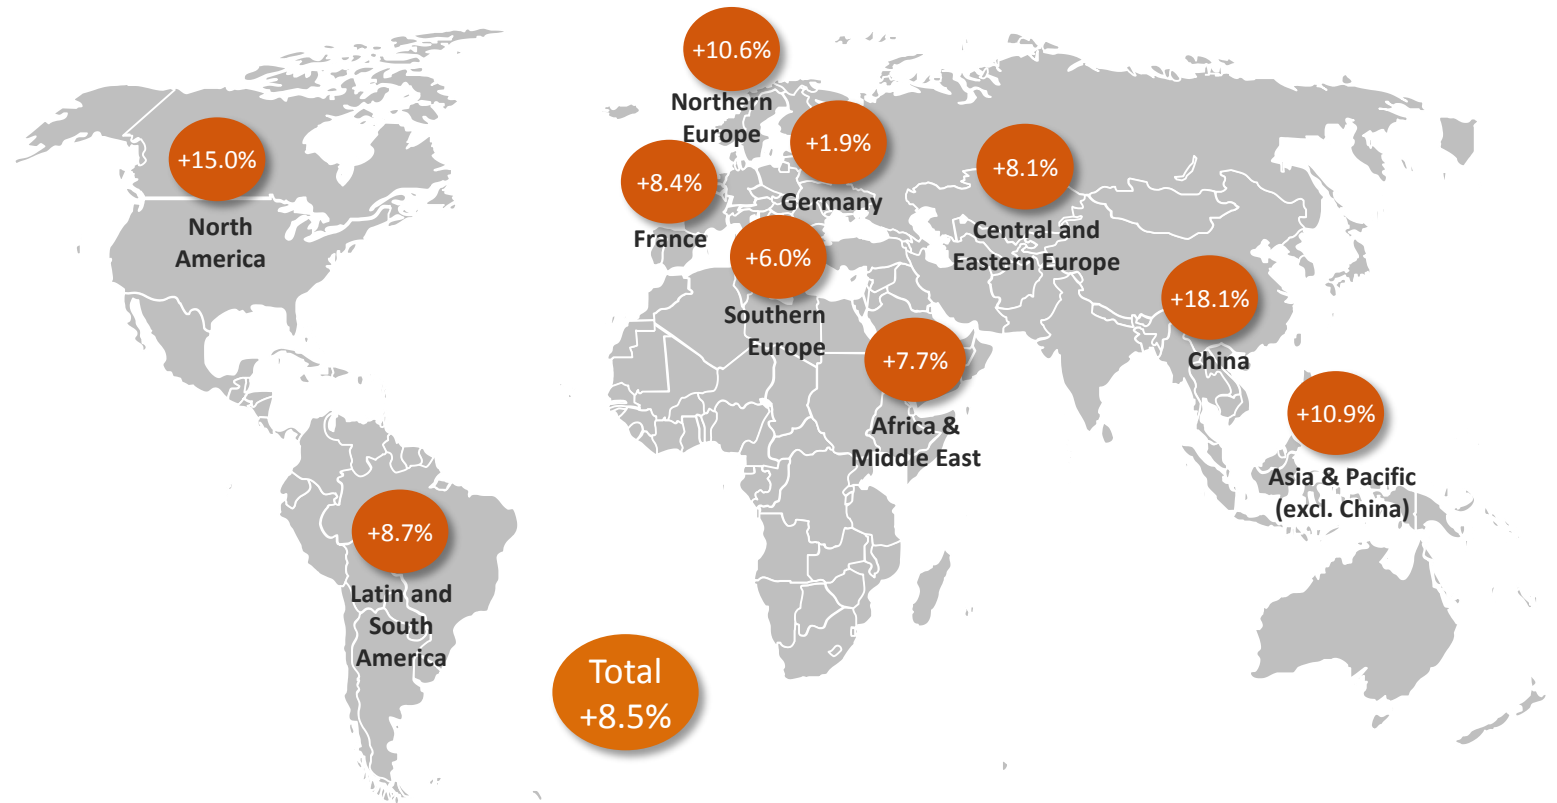 +10.6%
Northern
Europe
+15.0%
North
America
+1.9%
Germany
+8.4%
France
+8.1%
Central and
Eastern Europe
+6.0%
Southern
Europe
+18.1%
China
+7.7%
Africa &
Middle East
+10.9%
Asia & Pacific
(excl. China)
+8.7%
Latin and
South
America
Total
+8.5%